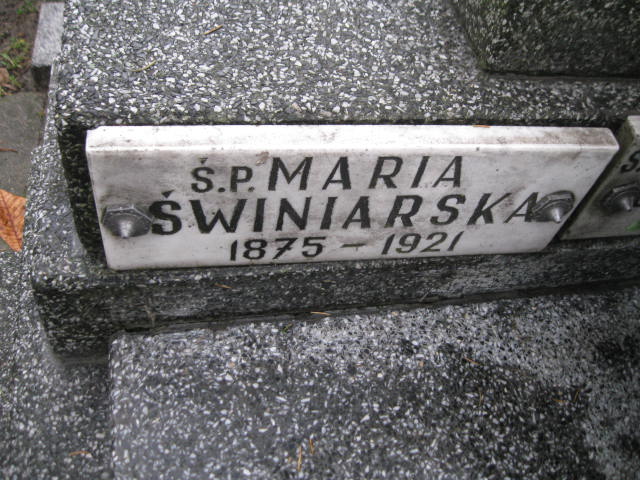 Ś.P. MARIA
ŚWINIARSKA
1875 – 1921